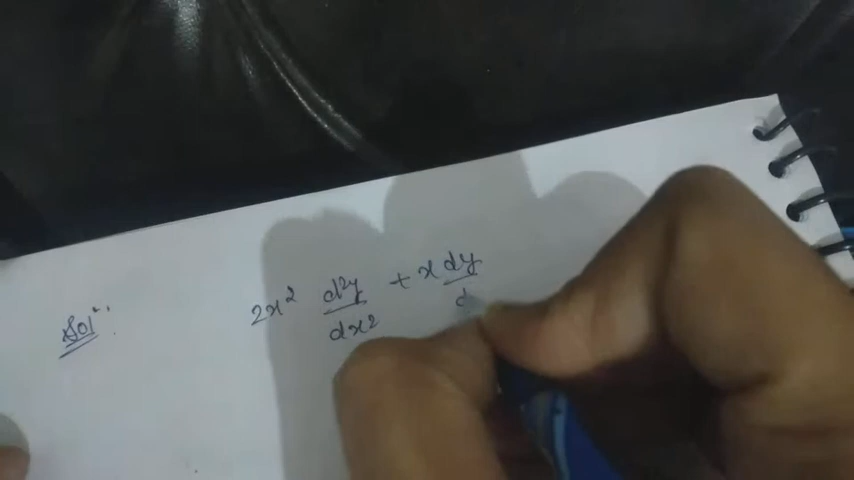 Sol":
2x² d²y/dx² + x dy/d